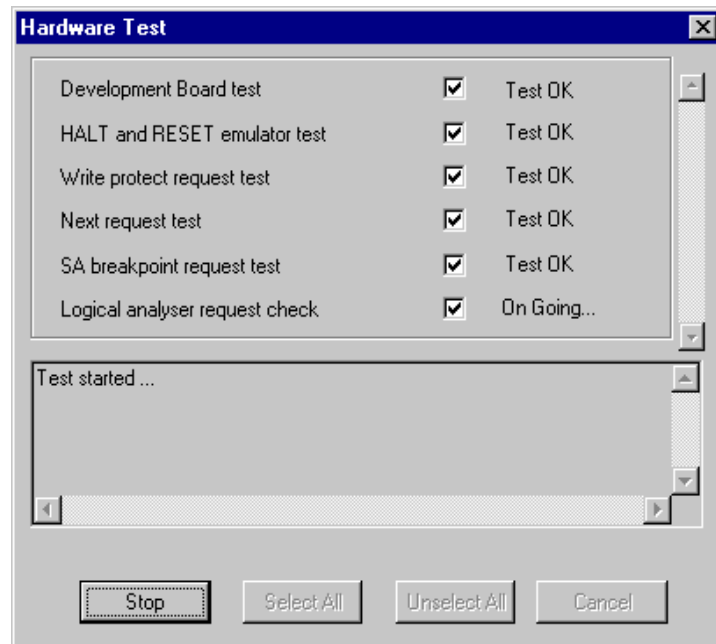 Hardware Test
Development Board test Test OK
HALT and RESET emulator test Test OK
Write protect request test Test OK
Next request test Test OK
SA breakpoint request test Test OK
Logical analyser request check On Going...
Test started ...
Stop Select All Unselect All Cancel